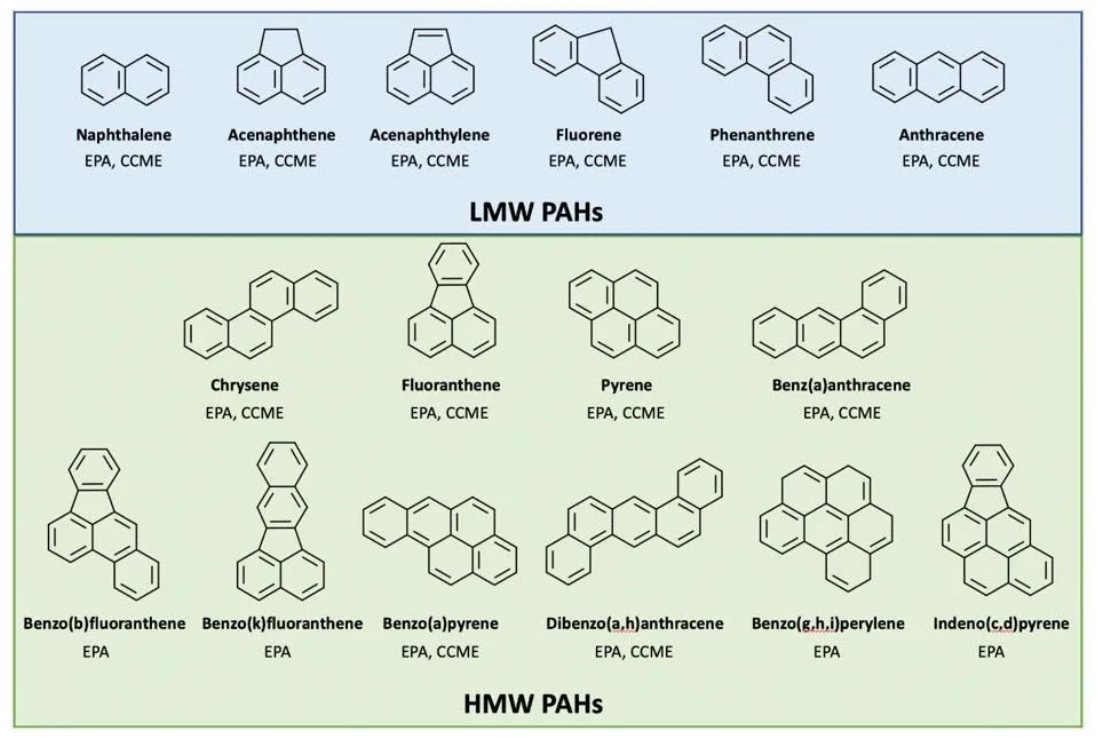 Naphthalene Acenaphthene Acenaphthylene Fluorene Phenanthrene Anthracene
EPA, CCME EPA, CCME EPA, CCME EPA, CCME EPA, CCME EPA, CCME
LMW PAHs
Chrysene Fluoranthene Pyrene Benz(a)anthracene
EPA, CCME EPA, CCME EPA, CCME EPA, CCME
Benzo(b)fluoranthene Benzo(k)fluoranthene Benzo(a)pyrene Dibenzo(a,h)anthracene Benzo(g,h,i)perylene Indeno(c,d)pyrene
EPA EPA EPA, CCME EPA, CCME EPA EPA
HMW PAHs